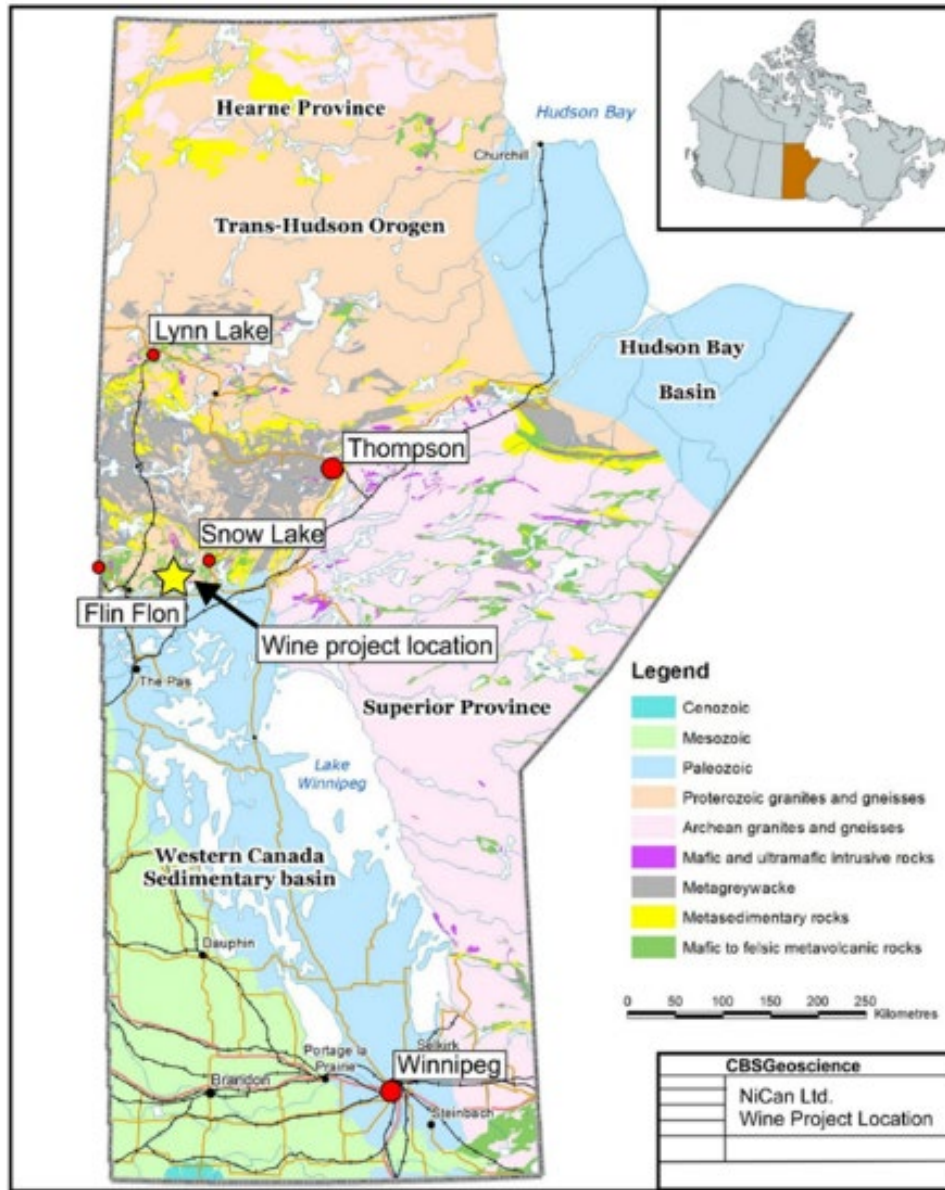 Hearne Province
Hudson Bay
Churchill
Trans-Hudson Orogen
Lynn Lake
Hudson Bay
Basin
Thompson
Snow Lake
Flin Flon
Wine project location
The Pas
Superior Province
Lake
Winnipeg
Western Canada
Sedimentary basin
Dauphin
Portage la
Prairie
Selkirk
Winnipeg
Brandon
Steinbach
Legend
Cenozoic
Mesozoic
Paleozoic
Proterozoic granites and gneisses
Archean granites and gneisses
Mafic and ultramafic intrusive rocks
Metagreywacke
Metasedimentary rocks
Mafic to felsic metavolcanic rocks
0 50 100 150 200 250
Kilometres
CBSGeoscience
NiCan Ltd.
Wine Project Location